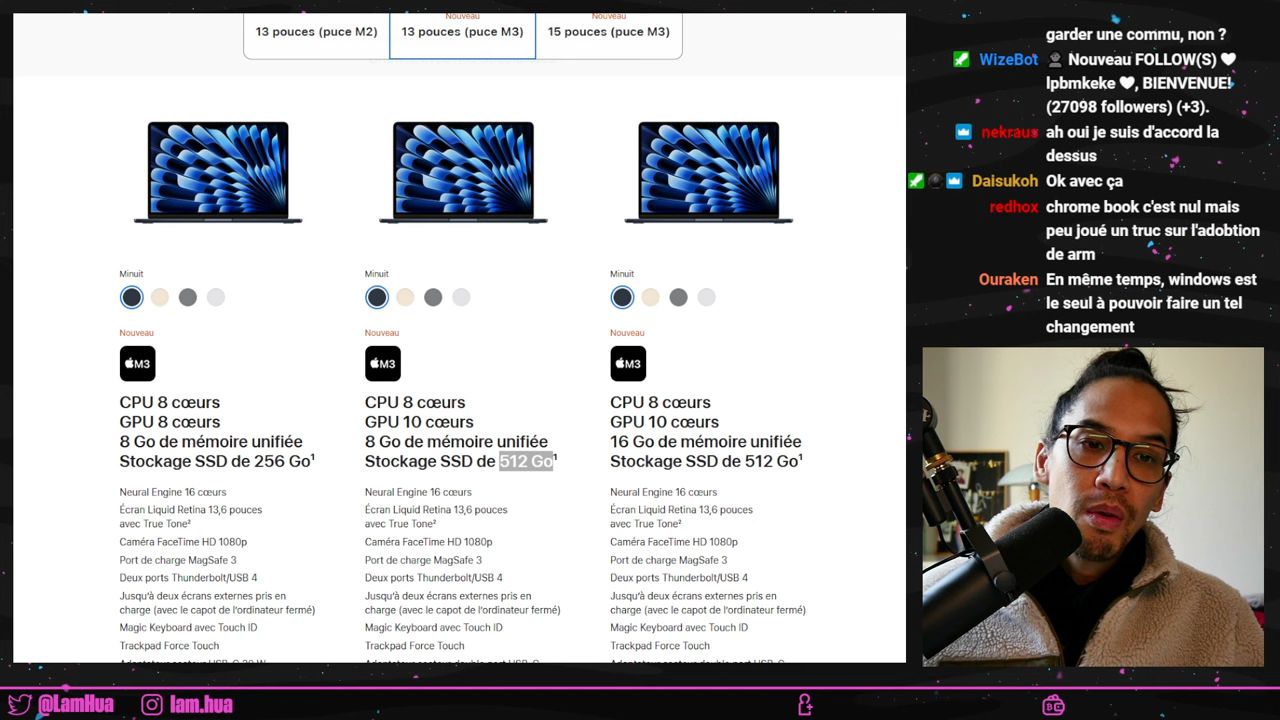 Nouveau
Nouveau
13 pouces (puce M2)
13 pouces (puce M3)
15 pouces (puce M3)
Minuit
Nouveau
M3
CPU 8 cœurs
GPU 8 cœurs
8 Go de mémoire unifiée
Stockage SSD de 256 Go¹
Neural Engine 16 cœurs
Écran Liquid Retina 13,6 pouces
avec True Tone²
Caméra FaceTime HD 1080p
Port de charge MagSafe 3
Deux ports Thunderbolt/USB 4
Jusqu'à deux écrans externes pris en
charge (avec le capot de l'ordinateur fermé)
Magic Keyboard avec Touch ID
Trackpad Force Touch
Minuit
Nouveau
M3
CPU 8 cœurs
GPU 10 cœurs
8 Go de mémoire unifiée
Stockage SSD de 512 Go¹
Neural Engine 16 cœurs
Écran Liquid Retina 13,6 pouces
avec True Tone²
Caméra FaceTime HD 1080p
Port de charge MagSafe 3
Deux ports Thunderbolt/USB 4
Jusqu'à deux écrans externes pris en
charge (avec le capot de l'ordinateur fermé)
Magic Keyboard avec Touch ID
Trackpad Force Touch
Minuit
Nouveau
M3
CPU 8 cœurs
GPU 10 cœurs
16 Go de mémoire unifiée
Stockage SSD de 512 Go¹
Neural Engine 16 cœurs
Écran Liquid Retina 13,6 pouces
avec True Tone²
Caméra FaceTime HD 1080p
Port de charge MagSafe 3
Deux ports Thunderbolt/USB 4
Jusqu'à deux écrans externes pris en
charge (avec le capot de l'ordinateur fermé)
Magic Keyboard avec Touch ID
Trackpad Force Touch
garder une commu, non ?
WizeBot Nouveau FOLLOW(S) ♥
lpbmkeke ♥, BIENVENUE!
(27098 followers) (+3).
nekraus ah oui je suis d'accord la
dessus
Daisukoh Ok avec ça
redhox chrome book c'est nul mais
peu joué un truc sur l'adobtion
de arm
Ouraken En même temps, windows est
le seul à pouvoir faire un tel
changement
@LamHua
lam.hua